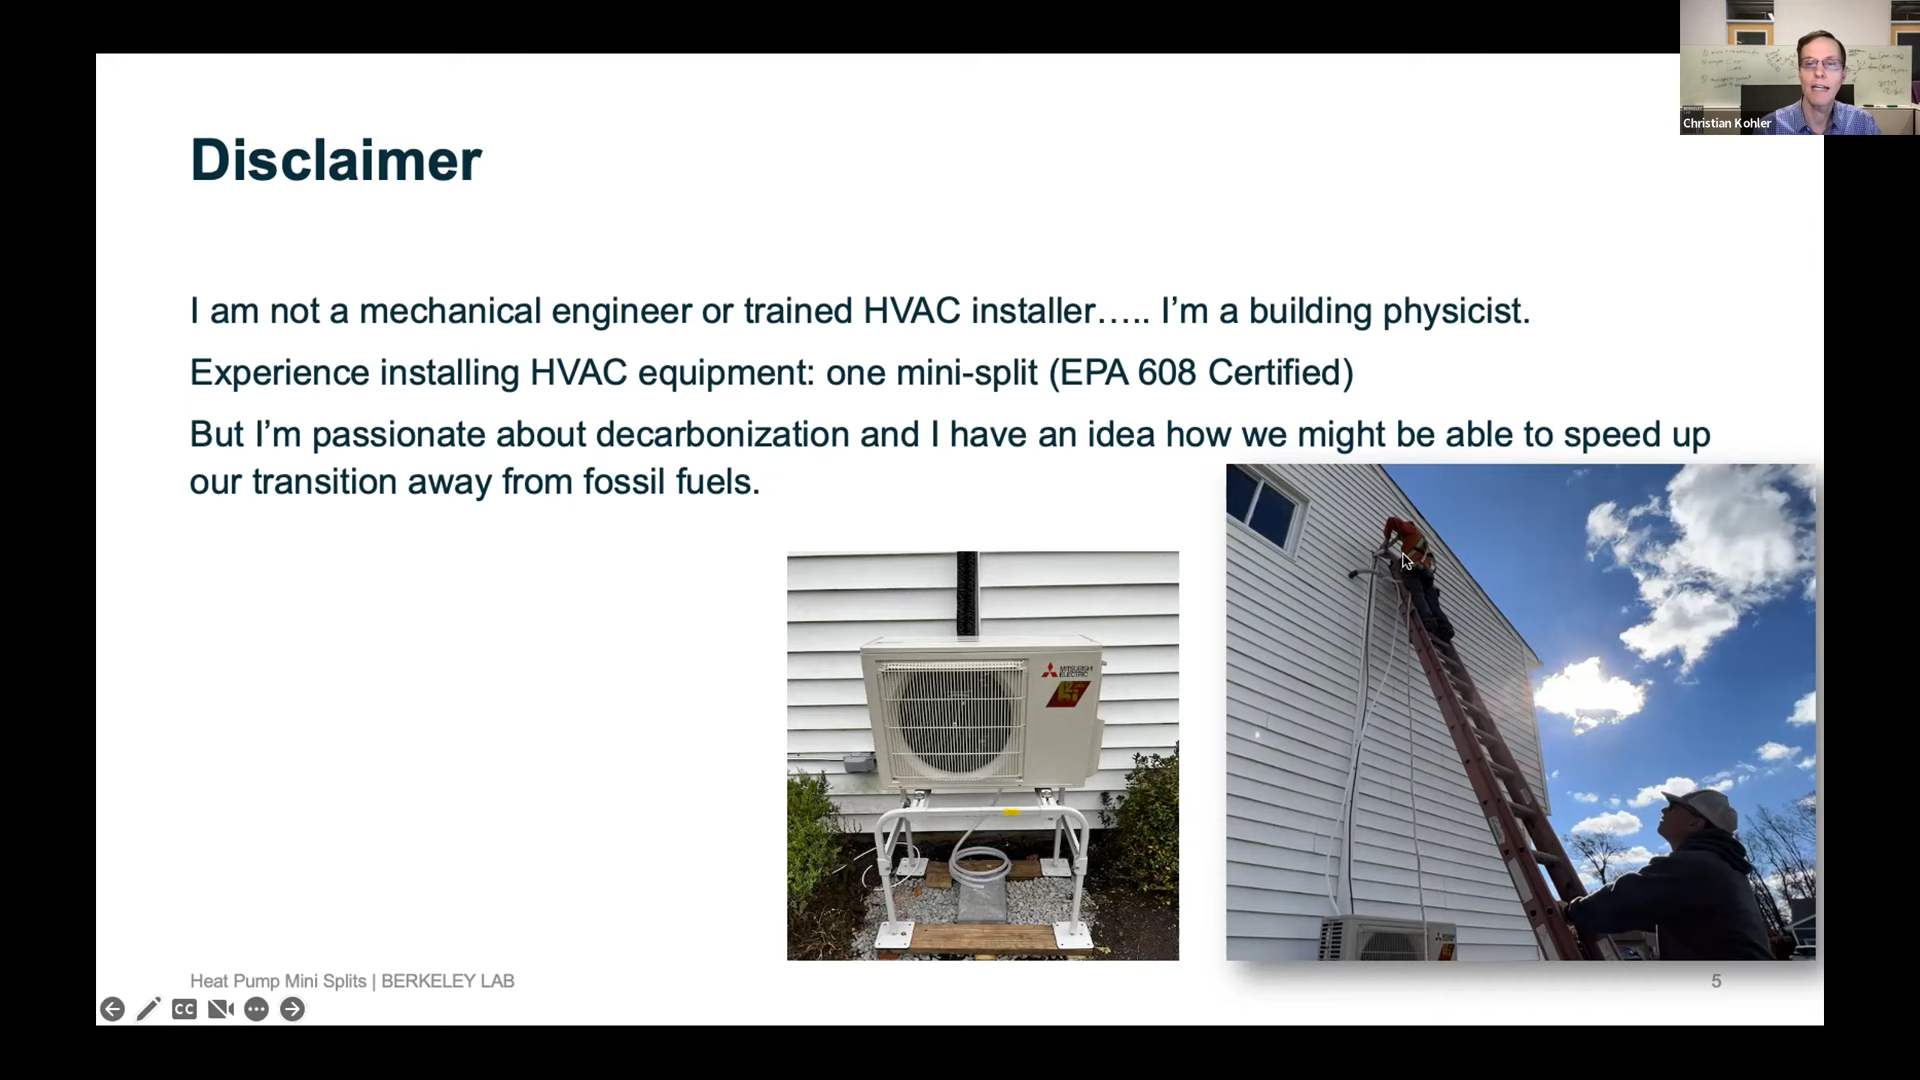 Christian Kohler
Disclaimer
I am not a mechanical engineer or trained HVAC installer….. I’m a building physicist.
Experience installing HVAC equipment: one mini-split (EPA 608 Certified)
But I’m passionate about decarbonization and I have an idea how we might be able to speed up
our transition away from fossil fuels.
MITSUBISHI
ELECTRIC
Heat Pump Mini Splits | BERKELEY LAB
5
CC